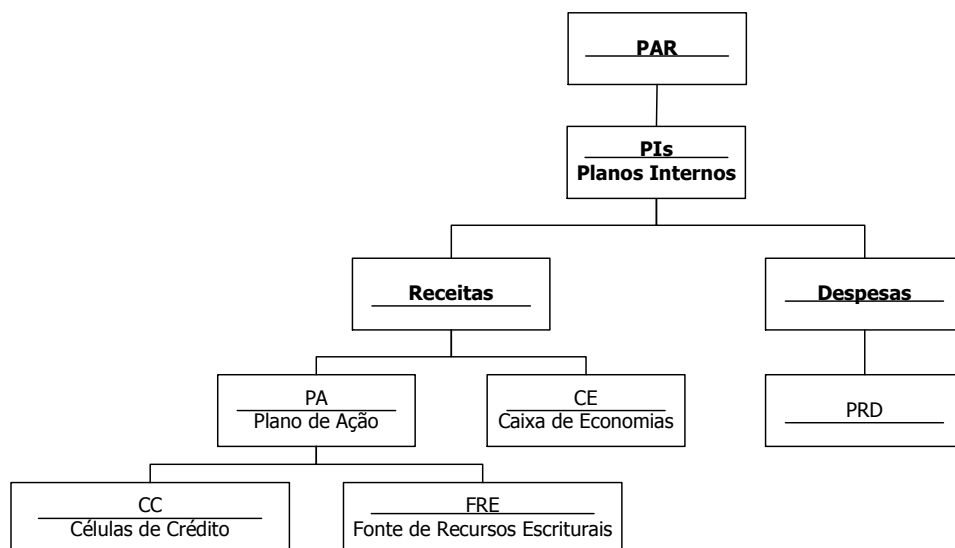 PAR
PIs
Planos Internos
Receitas
Despesas
PA
Plano de Ação
CE
Caixa de Economias
PRD
CC
Células de Crédito
FRE
Fonte de Recursos Escriturais